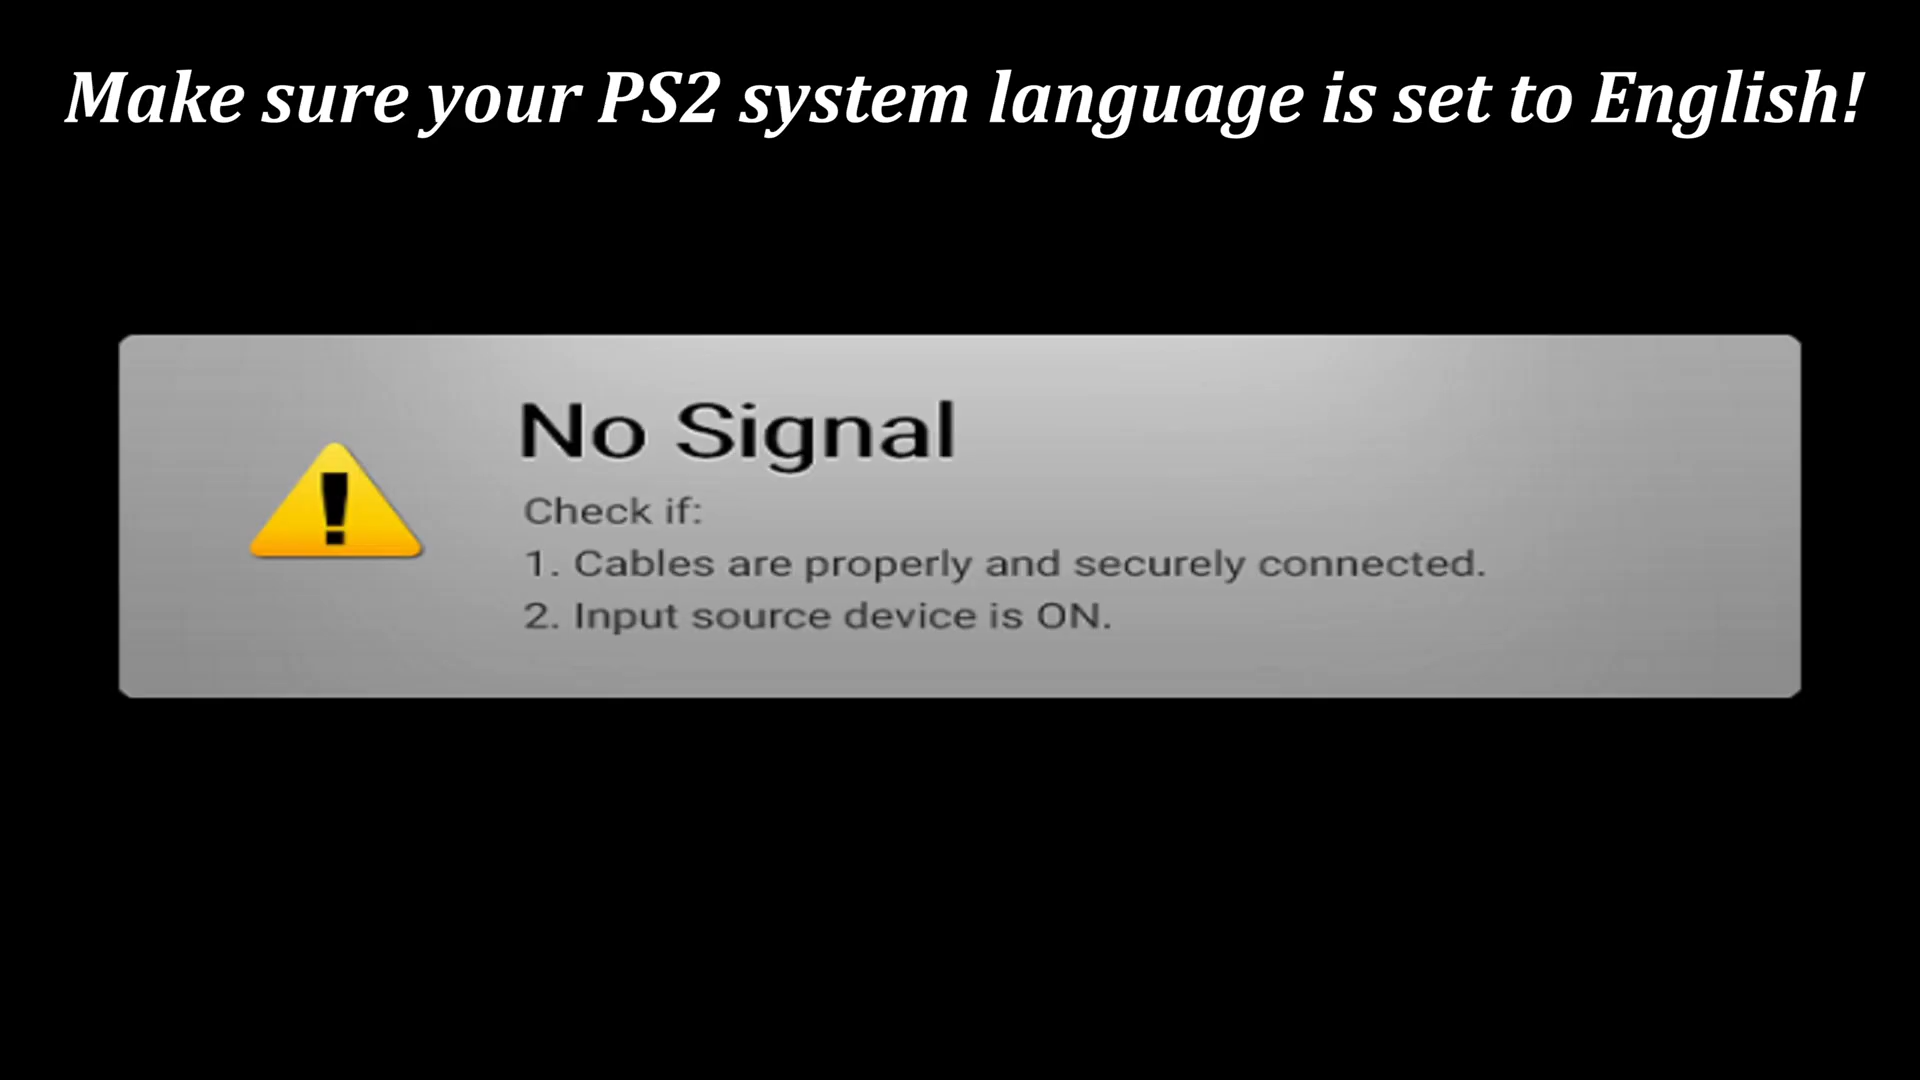 Make sure your PS2 system language is set to English!
No Signal
Check if:
1. Cables are properly and securely connected.
2. Input source device is ON.